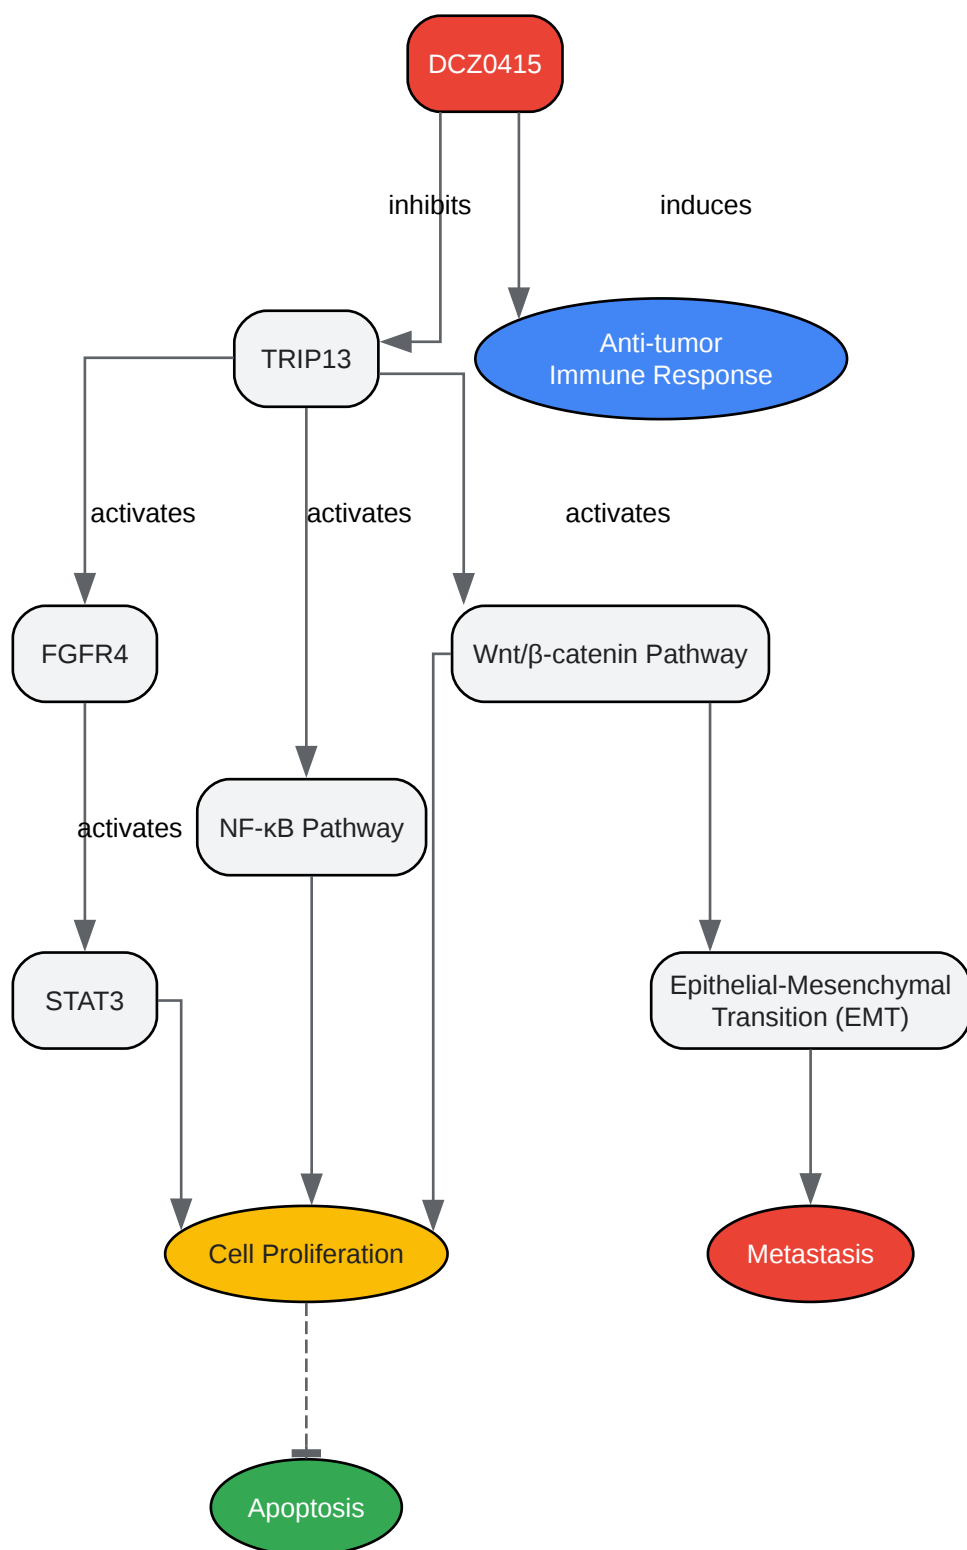 DCZ0415
inhibits
induces
Anti-tumor
Immune Response
TRIP13
activates
activates
activates
FGFR4
Wnt/β-catenin Pathway
activates
NF-κB Pathway
STAT3
Epithelial-Mesenchymal
Transition (EMT)
Cell Proliferation
Metastasis
Apoptosis